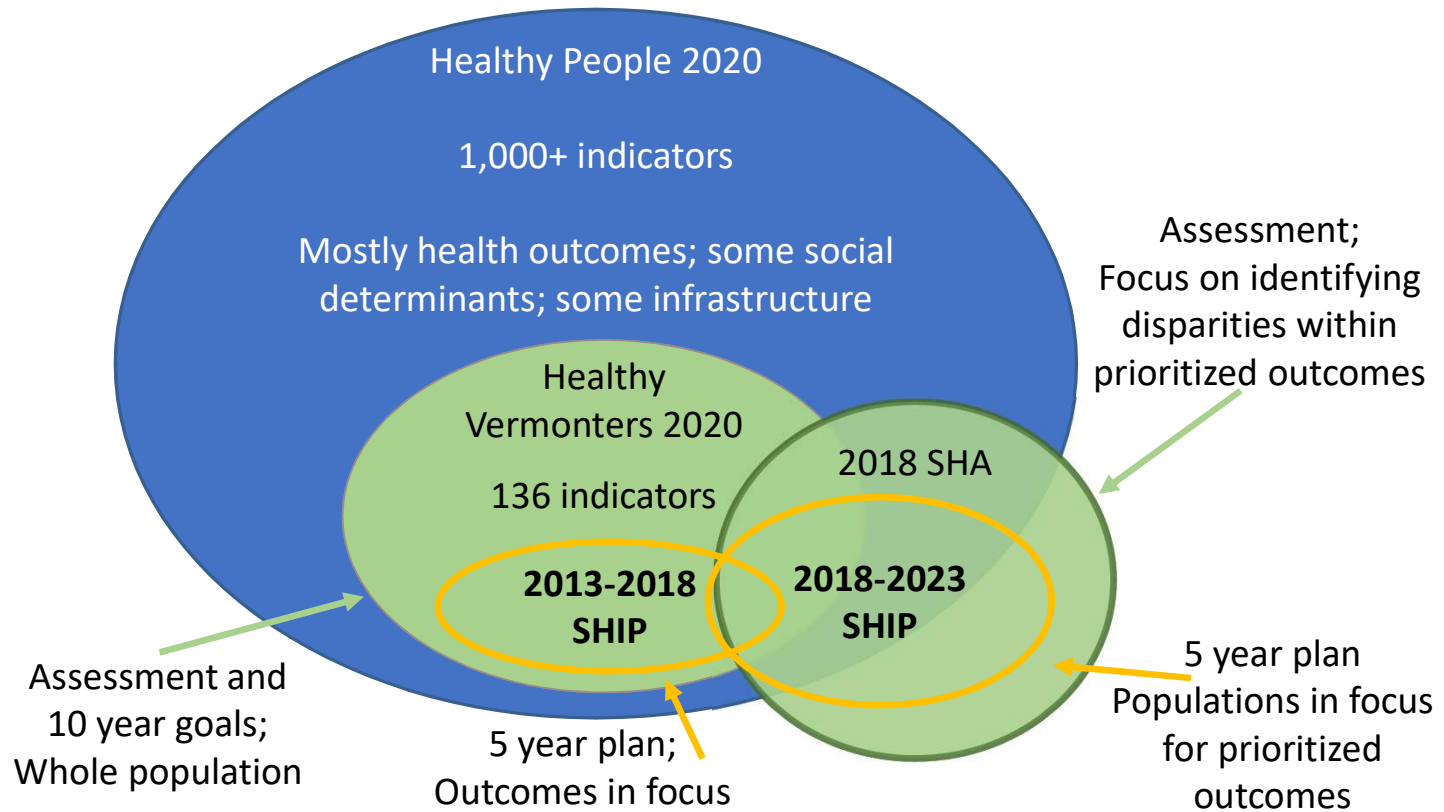 Healthy People 2020
1,000+ indicators
Mostly health outcomes; some social
determinants; some infrastructure
Healthy
Vermonters 2020
136 indicators
2013-2018
SHIP
2018 SHA
2018-2023
SHIP
Assessment;
Focus on identifying
disparities within
prioritized outcomes
Assessment and
10 year goals;
Whole population
5 year plan;
Outcomes in focus
5 year plan
Populations in focus
for prioritized
outcomes